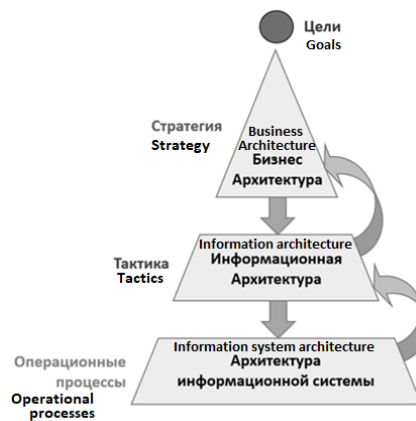 Цели
Goals
Стратегия
Strategy
Business
Architecture
Бизнес
Архитектура
Тактика
Tactics
Information architecture
Информационная
Архитектура
Операционные
процессы
Operational
processes
Information system architecture
Архитектура
информационной системы